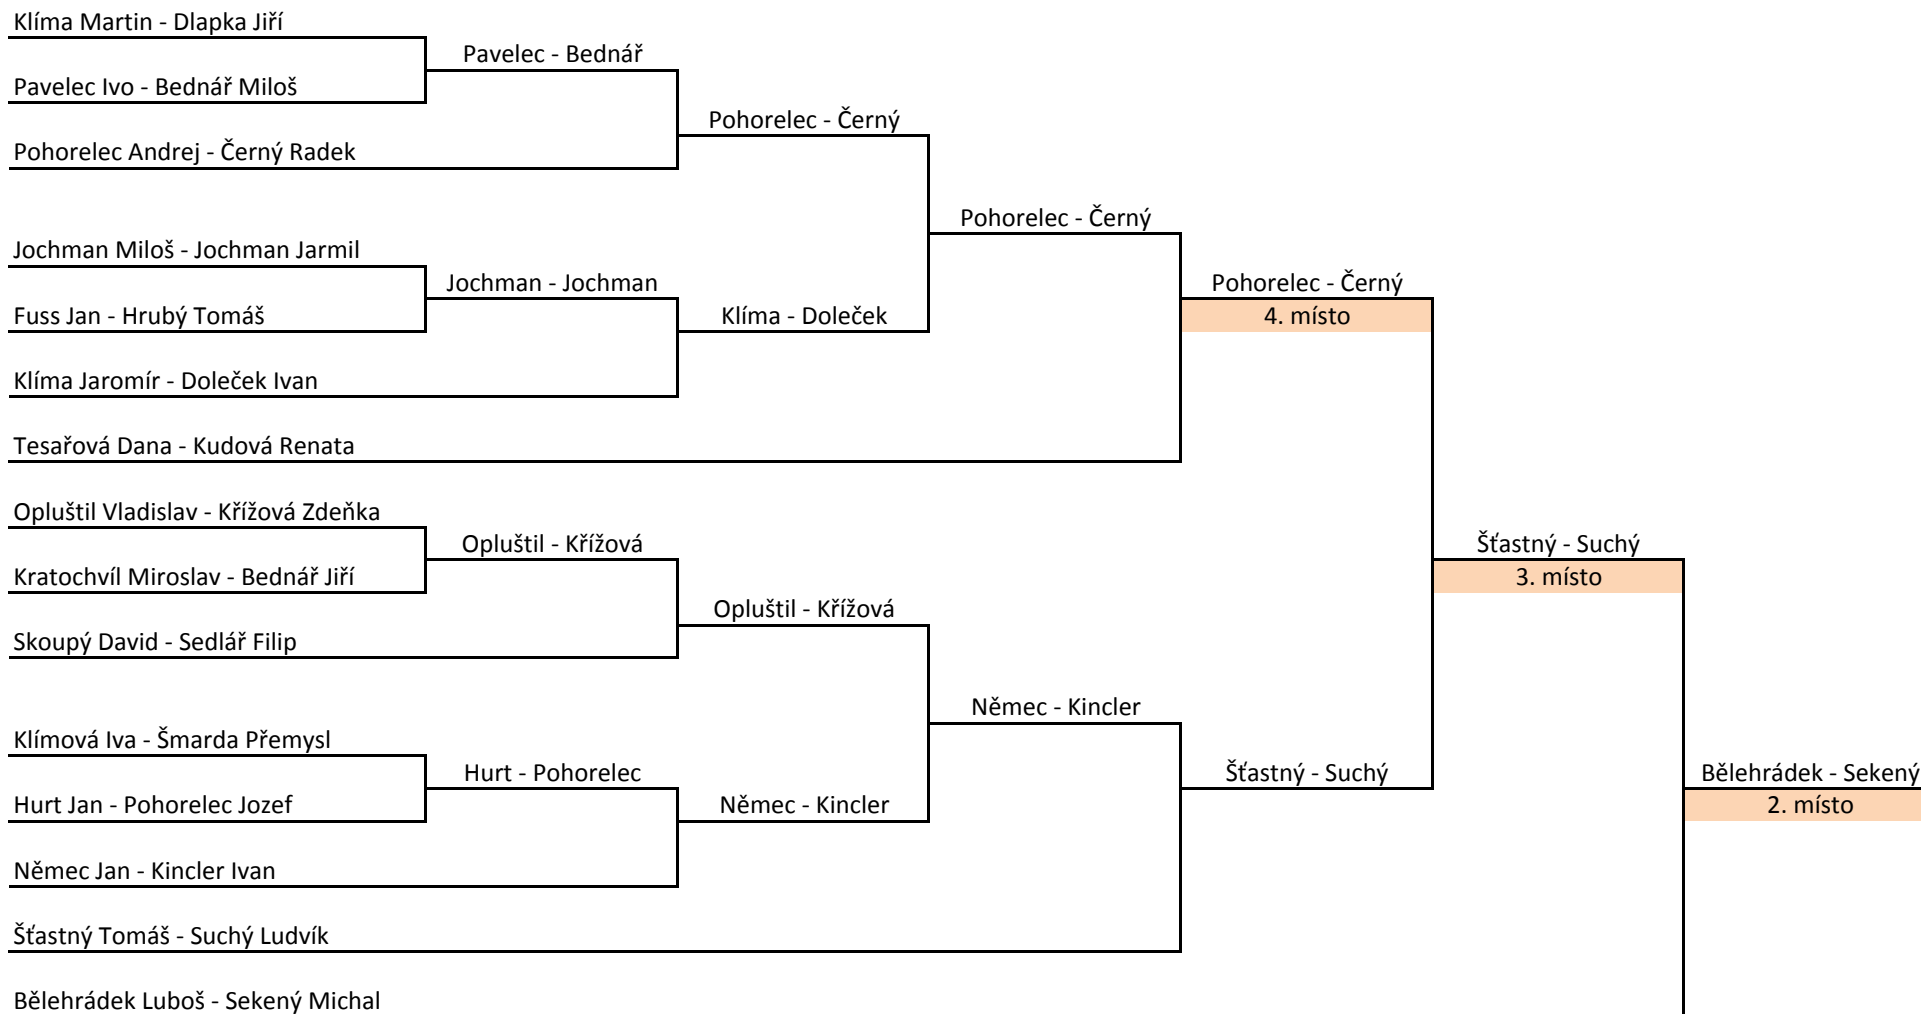 Klíma Martin - Dlapka Jiří
Pavelec - Bednář
Pavelec Ivo - Bednář Miloš
Pohorelec - Černý
Pohorelec Andrej - Černý Radek
Pohorelec - Černý
Jochman Miloš - Jochman Jarmil
Jochman - Jochman
Pohorelec - Černý
Fuss Jan - Hrubý Tomáš
Klíma - Doleček
4. místo
Klíma Jaromír - Doleček Ivan
Tesařová Dana - Kudová Renata
Opluštil Vladislav - Křížová Zdeňka
Opluštil - Křížová
Šťastný - Suchý
Kratochvíl Miroslav - Bednář Jiří
3. místo
Opluštil - Křížová
Skoupý David - Sedlář Filip
Němec - Kincler
Klímová Iva - Šmarda Přemysl
Hurt - Pohorelec
Šťastný - Suchý
Bělehrádek - Sekený
Hurt Jan - Pohorelec Jozef
Němec - Kincler
2. místo
Němec Jan - Kincler Ivan
Šťastný Tomáš - Suchý Ludvík
Bělehrádek Luboš - Sekený Michal